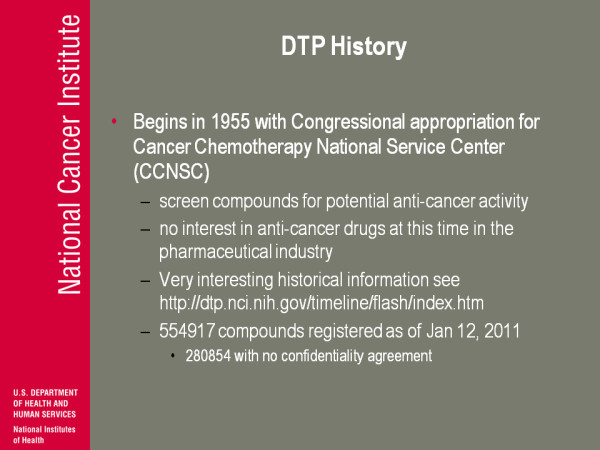 National Cancer Institute
DTP History
• Begins in 1955 with Congressional appropriation for
Cancer Chemotherapy National Service Center
(CCNSC)
– screen compounds for potential anti-cancer activity
– no interest in anti-cancer drugs at this time in the
pharmaceutical industry
– Very interesting historical information see
http://dtp.nci.nih.gov/timeline/flash/index.htm
– 554917 compounds registered as of Jan 12, 2011
• 280854 with no confidentiality agreement
U.S. DEPARTMENT
OF HEALTH AND
HUMAN SERVICES
National Institutes
of Health